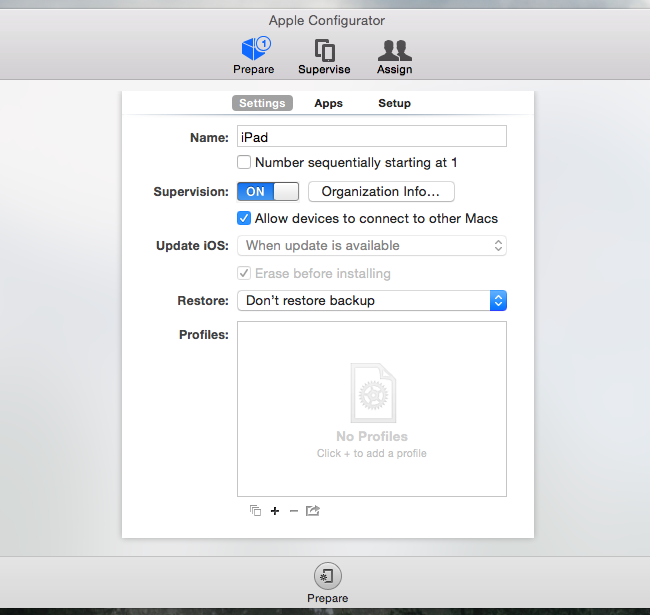 Apple Configurator
1
Prepare Supervise Assign
Settings Apps Setup
Name: iPad
Number sequentially starting at 1
Supervision: ON Organization Info...
Allow devices to connect to other Macs
Update iOS: When update is available
Erase before installing
Restore: Don't restore backup
Profiles:
No Profiles
Click + to add a profile
Prepare